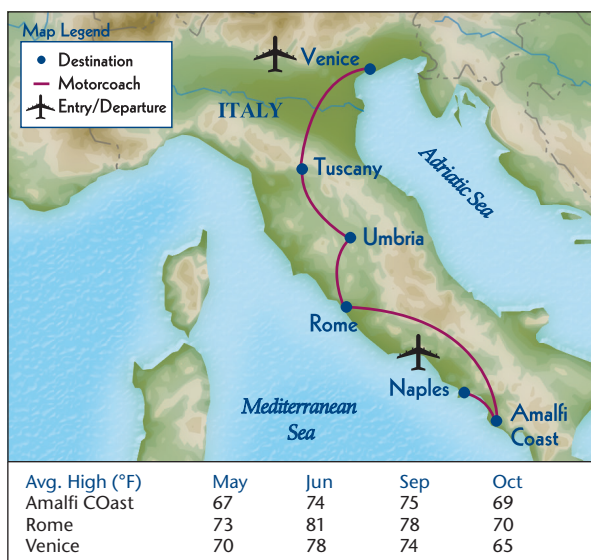 Map Legend
Destination
Motorcoach
Entry/Departure
Venice
ITALY
Tuscany
Adriatic Sea
Umbria
Rome
Naples
Mediterranean
Sea
Amalfi
Coast
Avg. High (°F) May Jun Sep Oct
Amalfi COast 67 74 75 69
Rome 73 81 78 70
Venice 70 78 74 65